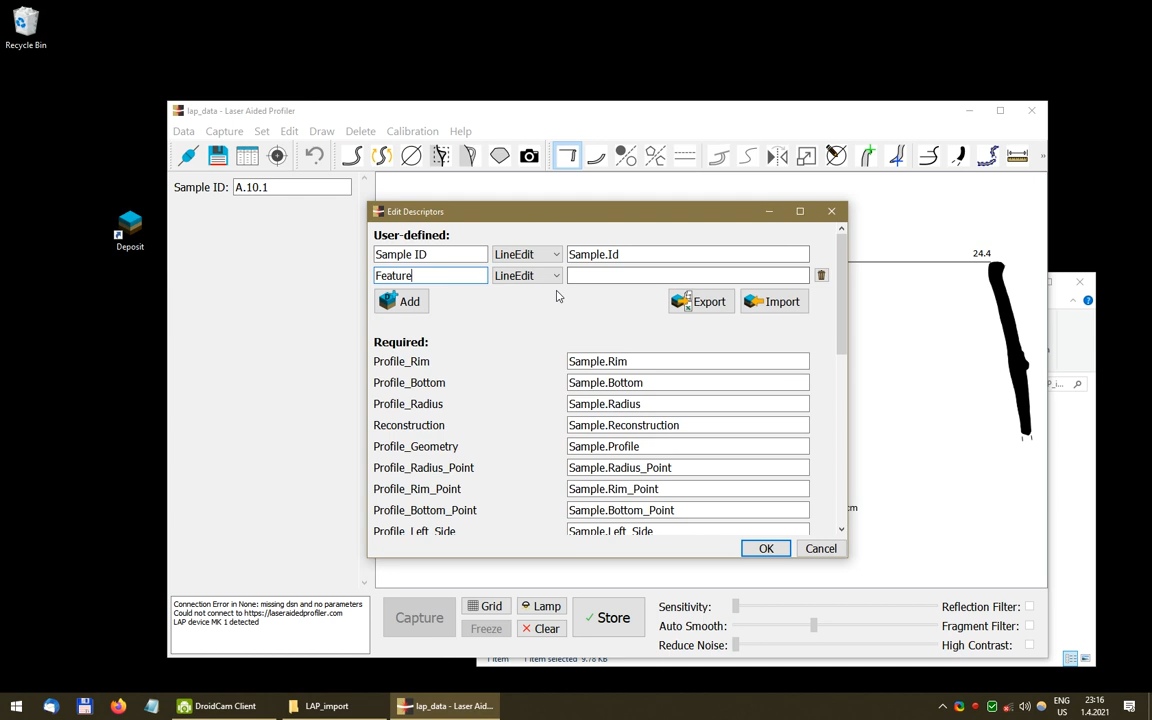 Recycle Bin
Deposit
lap_data - Laser Aided Profiler
Data Capture Set Edit Draw Delete Calibration Help
»
Sample ID: A.10.1
Edit Descriptors
User-defined:
Sample ID LineEdit Sample.Id
Feature LineEdit
Add Export Import
Required:
Profile_Rim Sample.Rim
Profile_Bottom Sample.Bottom
Profile_Radius Sample.Radius
Reconstruction Sample.Reconstruction
Profile_Geometry Sample.Profile
Profile_Radius_Point Sample.Radius_Point
Profile_Rim_Point Sample.Rim_Point
Profile_Bottom_Point Sample.Bottom_Point
Profile_Left_Side Sample.Left_Side
OK Cancel
24.4
cm
Connection Error in None: missing dsn and no parameters
Could not connect to https://laseraidedprofiler.com
LAP device MK 1 detected
Capture Grid Lamp Store
Freeze Clear
Sensitivity: Reflection Filter:
Auto Smooth: Fragment Filter:
Reduce Noise: High Contrast:
1 item 1 item selected 9.78 KB
DroidCam Client LAP_import lap_data - Laser Aid...
ENG
US
23:16
1.4.2021